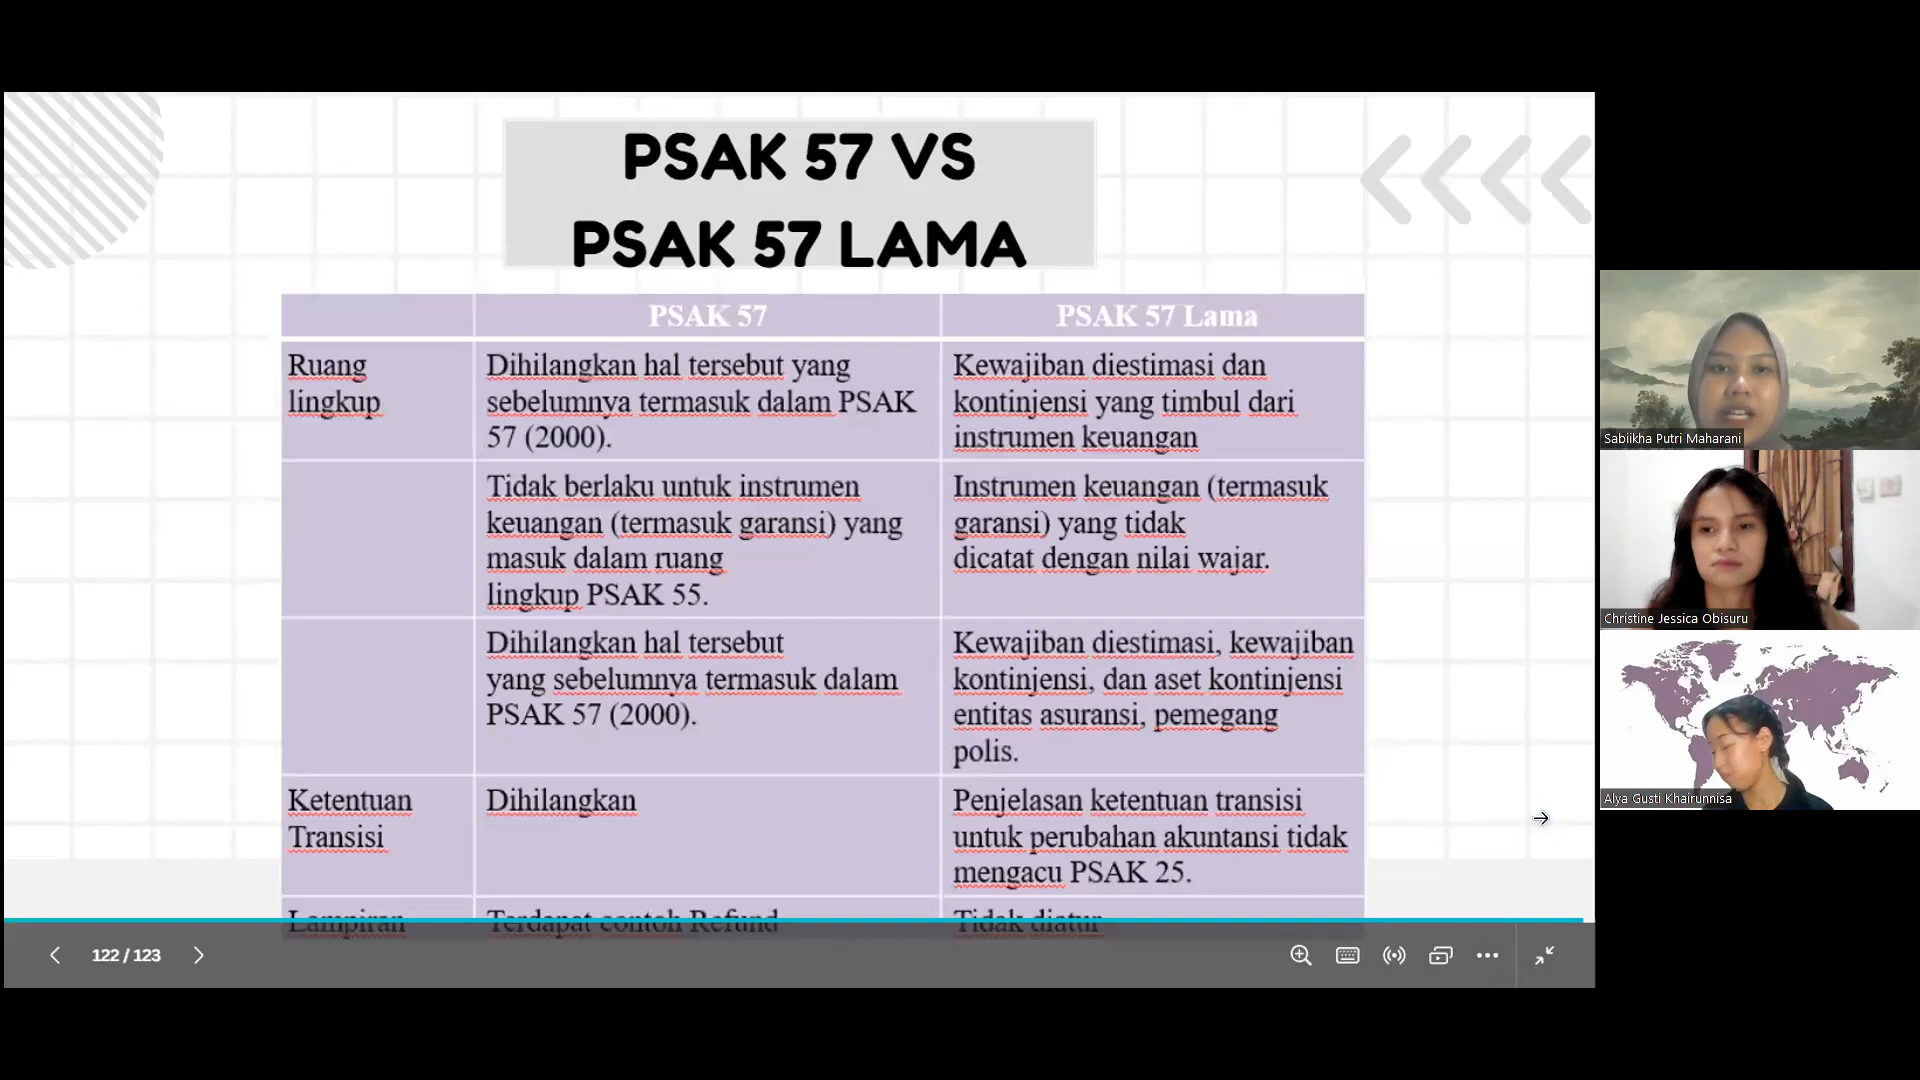 PSAK 57 VS
PSAK 57 LAMA
PSAK 57
PSAK 57 Lama
Ruang
lingkup
Dihilangkan hal tersebut yang
sebelumnya termasuk dalam PSAK
57 (2000).
Kewajiban diestimasi dan
kontinjensi yang timbul dari
instrumen keuangan
Tidak berlaku untuk instrumen
keuangan (termasuk garansi) yang
masuk dalam ruang
lingkup PSAK 55.
Instrumen keuangan (termasuk
garansi) yang tidak
dicatat dengan nilai wajar.
Dihilangkan hal tersebut
yang sebelumnya termasuk dalam
PSAK 57 (2000).
Kewajiban diestimasi, kewajiban
kontinjensi, dan aset kontinjensi
entitas asuransi, pemegang
polis.
Ketentuan
Transisi
Dihilangkan
Penjelasan ketentuan transisi
untuk perubahan akuntansi tidak
mengacu PSAK 25.
Lampiran
Terdapat contoh Refund
Tidak diatur
122 / 123
Sabiikha Putri Maharani
Christine Jessica Obisuru
Alya Gusti Khairunnisa